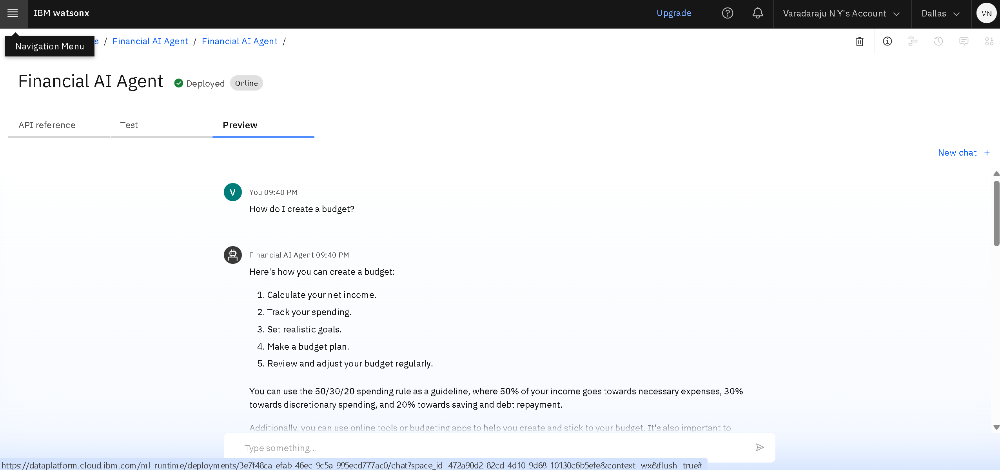 IBM watsonx
Upgrade
Varadaraju N Y's Account
Dallas
VN
Navigation Menu
s / Financial AI Agent / Financial AI Agent /
Financial AI Agent
Deployed
Online
API reference
Test
Preview
New chat +
V
You 09:40 PM
How do I create a budget?
Financial AI Agent 09:40 PM
Here's how you can create a budget:
1. Calculate your net income.
2. Track your spending.
3. Set realistic goals.
4. Make a budget plan.
5. Review and adjust your budget regularly.
You can use the 50/30/20 spending rule as a guideline, where 50% of your income goes towards necessary expenses, 30%
towards discretionary spending, and 20% towards saving and debt repayment.
Additionally, you can use online tools or budgeting apps to help you create and stick to your budget. It's also important to
Type something...
https://dataplatform.cloud.ibm.com/ml-runtime/deployments/3e7f48ca-efab-46ec-9c5a-995ecd777ac0/chat?space_id=472a90d2-82cd-4d10-9d68-10130c6b5efe&context=wx&flush=true#